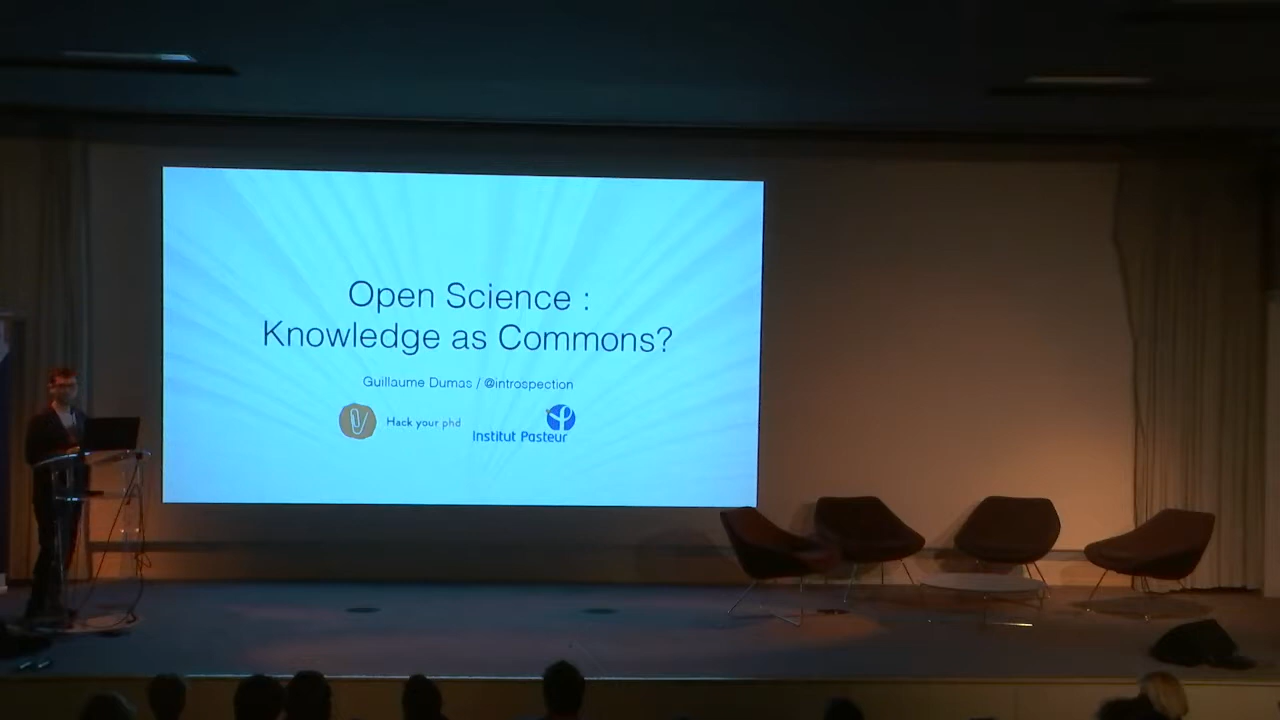 Open Science :
Knowledge as Commons?
Guillaume Dumas / @introspection
Hack your phd
Institut Pasteur